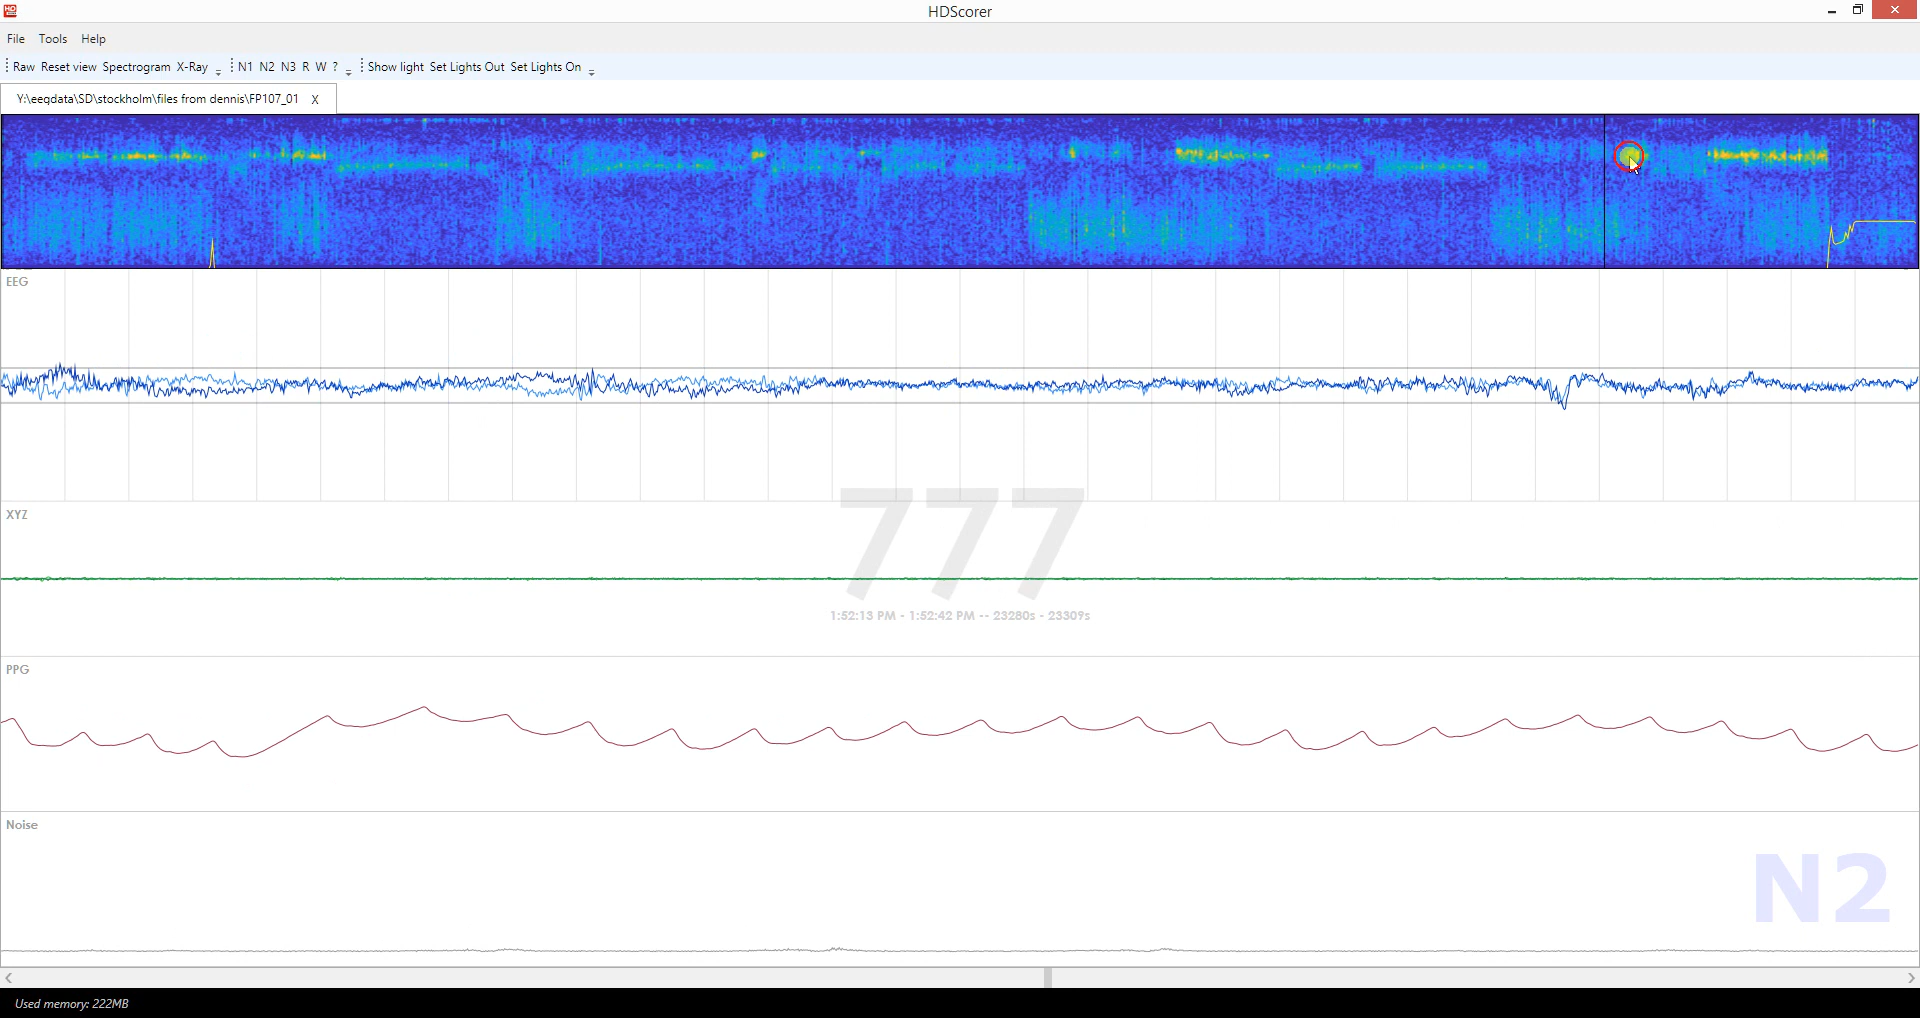 HDScorer
File Tools Help
Raw Reset view Spectrogram X-Ray N1 N2 N3 R W ? Show light Set Lights Out Set Lights On
Y:\eegdata\SD\stockholm\files from dennis\FP107_01 X
EEG
XYZ
777
1:52:13 PM - 1:52:42 PM -- 23280s - 23309s
PPG
Noise
N2
Used memory: 222MB